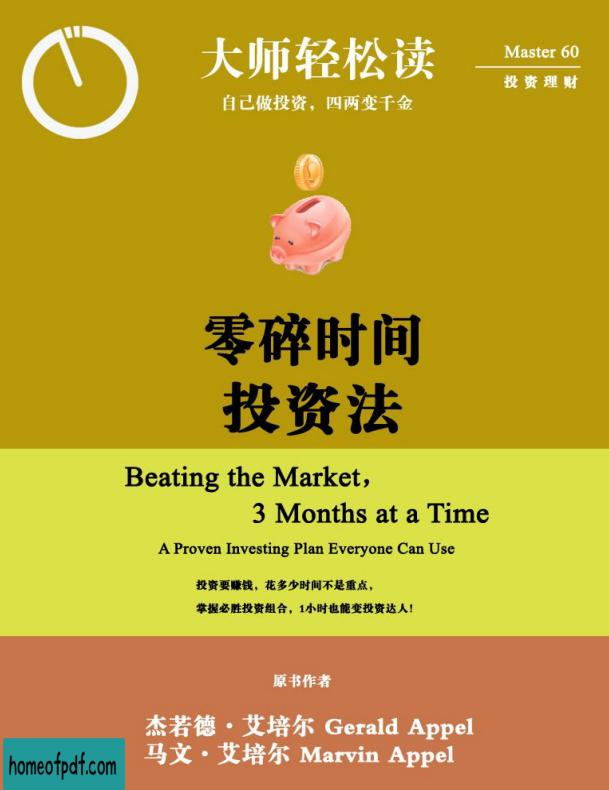 大师轻松读
Master 60
自己做投资，四两变千金
投资理财
零碎时间
投资法
Beating the Market，
3 Months at a Time
A Proven Investing Plan Everyone Can Use
投资要赚钱，花多少时间不是重点，
掌握必胜投资组合，1小时也能变投资达人！
原书作者
杰若德·艾培尔 Gerald Appel
马文·艾培尔 Marvin Appel
homeofpdf.com